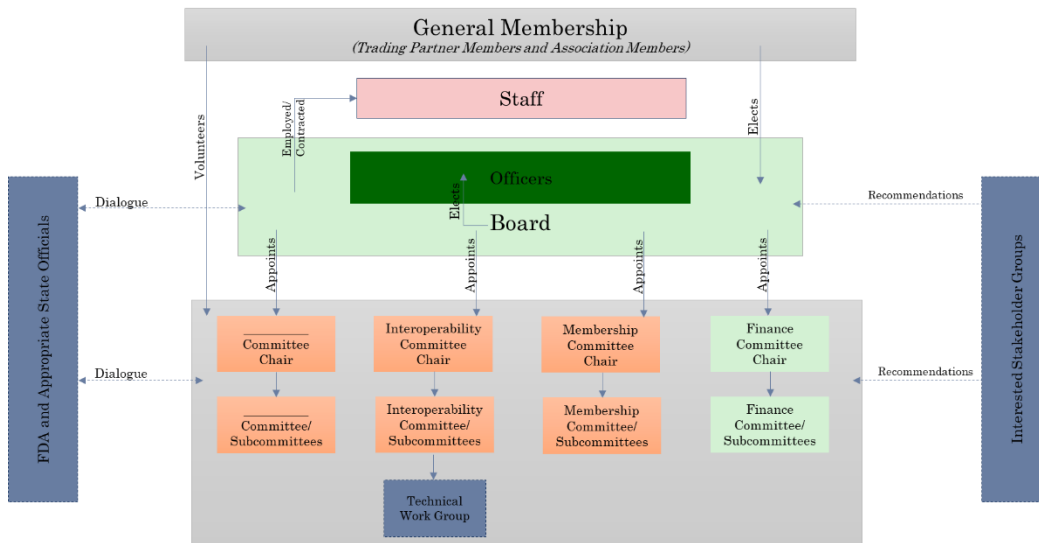 General Membership
(Trading Partner Members and Association Members)
Staff
Employed/
Contracted
Volunteers
Elects
Officers
Elects
Board
Dialogue
Recommendations
FDA and Appropriate State Officials
Interested Stakeholder Groups
Appoints
Appoints
Appoints
Appoints
__________
Committee
Chair
Interoperability
Committee
Chair
Membership
Committee
Chair
Finance
Committee
Chair
Dialogue
Recommendations
__________
Committee/
Subcommittees
Interoperability
Committee/
Subcommittees
Membership
Committee/
Subcommittees
Finance
Committee/
Subcommittees
Technical
Work Group